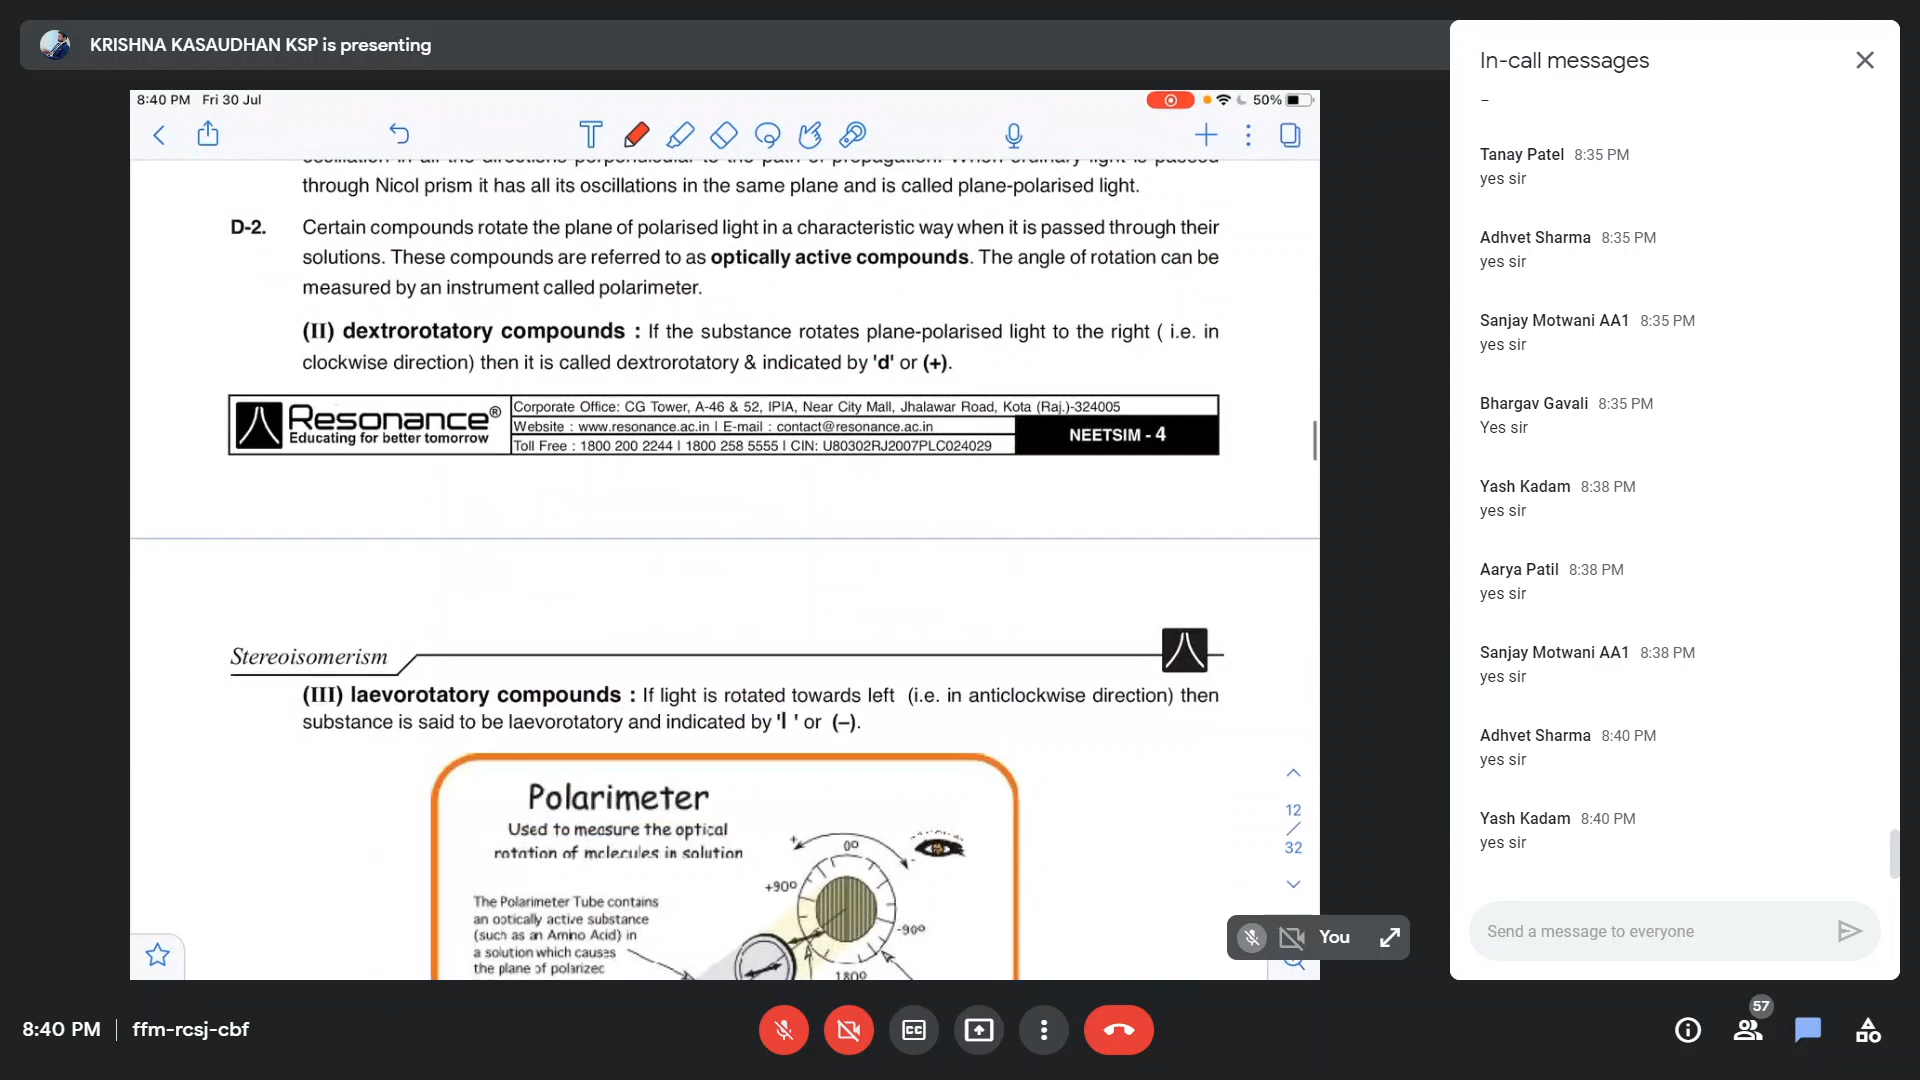 KRISHNA KASAUDHAN KSP is presenting
8:40 PM Fri 30 Jul
50%
through Nicol prism it has all its oscillations in the same plane and is called plane-polarised light.
D-2. Certain compounds rotate the plane of polarised light in a characteristic way when it is passed through their
solutions. These compounds are referred to as optically active compounds. The angle of rotation can be
measured by an instrument called polarimeter.
(II) dextrorotatory compounds : If the substance rotates plane-polarised light to the right ( i.e. in
clockwise direction) then it is called dextrorotatory & indicated by 'd' or (+).
Resonance®
Educating for better tomorrow
Corporate Office: CG Tower, A-46 & 52, IPIA, Near City Mall, Jhalawar Road, Kota (Raj.)-324005
Website : www.resonance.ac.in | E-mail : contact@resonance.ac.in
Toll Free : 1800 200 2244 | 1800 258 5555 | CIN: U80302RJ2007PLC024029
NEETSIM - 4
Stereoisomerism
(III) laevorotatory compounds : If light is rotated towards left (i.e. in anticlockwise direction) then
substance is said to be laevorotatory and indicated by 'l ' or (–).
Polarimeter
Used to measure the optical
rotation of molecules in solution
The Polarimeter Tube contains
an optically active substance
(such as an Amino Acid) in
a solution which causes
the plane of polarizec
+
0º
-
+90º
-90º
180º
12
/
32
You
In-call messages
Tanay Patel 8:35 PM
yes sir
Adhvet Sharma 8:35 PM
yes sir
Sanjay Motwani AA1 8:35 PM
yes sir
Bhargav Gavali 8:35 PM
Yes sir
Yash Kadam 8:38 PM
yes sir
Aarya Patil 8:38 PM
yes sir
Sanjay Motwani AA1 8:38 PM
yes sir
Adhvet Sharma 8:40 PM
yes sir
Yash Kadam 8:40 PM
yes sir
Send a message to everyone
8:40 PM | ffm-rcsj-cbf
CC
57